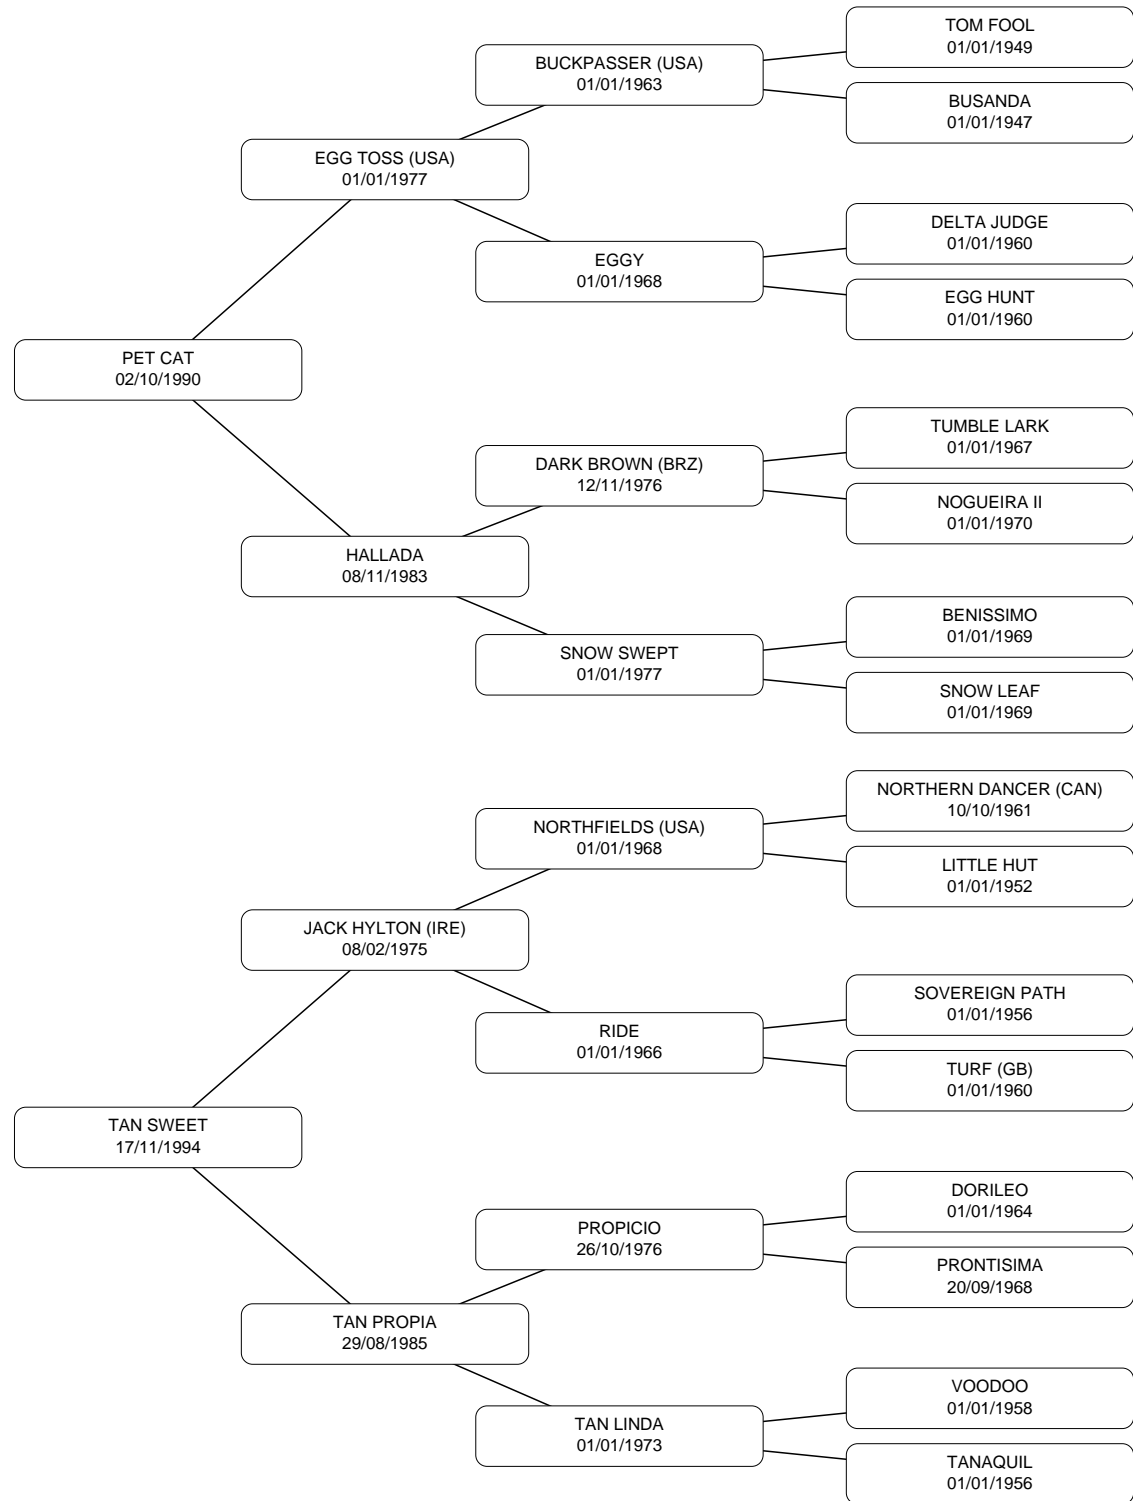 TOM FOOL
01/01/1949
BUCKPASSER (USA)
01/01/1963
BUSANDA
01/01/1947
EGG TOSS (USA)
01/01/1977
DELTA JUDGE
01/01/1960
EGGY
01/01/1968
EGG HUNT
01/01/1960
PET CAT
02/10/1990
TUMBLE LARK
01/01/1967
DARK BROWN (BRZ)
12/11/1976
NOGUEIRA II
01/01/1970
HALLADA
08/11/1983
BENISSIMO
01/01/1969
SNOW SWEPT
01/01/1977
SNOW LEAF
01/01/1969
NORTHERN DANCER (CAN)
10/10/1961
NORTHFIELDS (USA)
01/01/1968
LITTLE HUT
01/01/1952
JACK HYLTON (IRE)
08/02/1975
SOVEREIGN PATH
01/01/1956
RIDE
01/01/1966
TURF (GB)
01/01/1960
TAN SWEET
17/11/1994
DORILEO
01/01/1964
PROPICIO
26/10/1976
PRONTISIMA
20/09/1968
TAN PROPIA
29/08/1985
VOODOO
01/01/1958
TAN LINDA
01/01/1973
TANAQUIL
01/01/1956